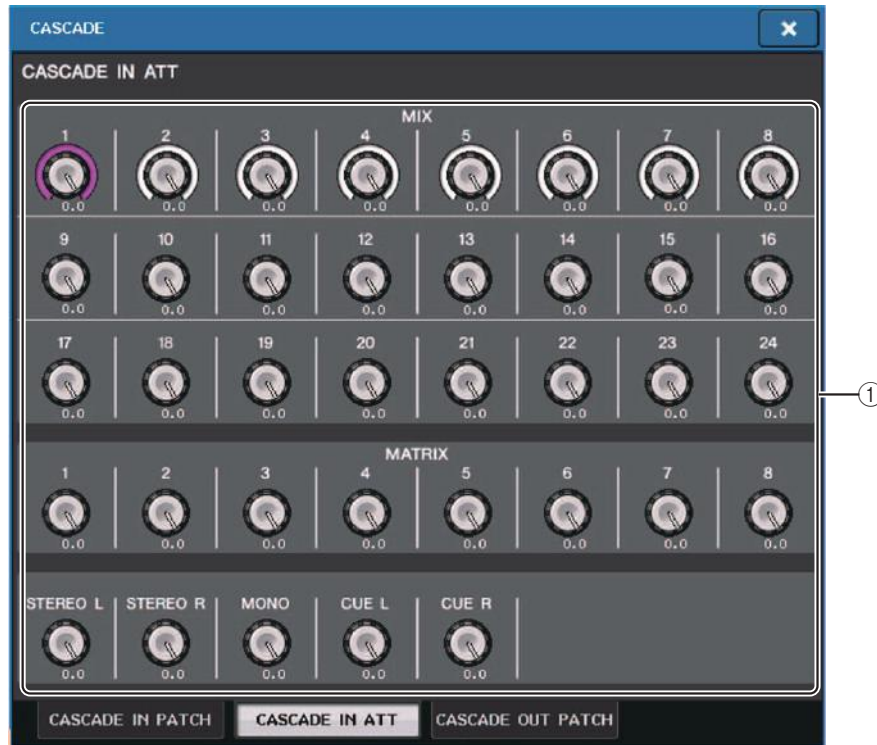 CASCADE
CASCADE IN ATT
MIX
1 2 3 4 5 6 7 8
0.0 0.0 0.0 0.0 0.0 0.0 0.0 0.0
9 10 11 12 13 14 15 16
0.0 0.0 0.0 0.0 0.0 0.0 0.0 0.0
17 18 19 20 21 22 23 24
0.0 0.0 0.0 0.0 0.0 0.0 0.0 0.0
①
MATRIX
1 2 3 4 5 6 7 8
0.0 0.0 0.0 0.0 0.0 0.0 0.0 0.0
STEREO L STEREO R MONO CUE L CUE R
0.0 0.0 0.0 0.0 0.0
CASCADE IN PATCH CASCADE IN ATT CASCADE OUT PATCH